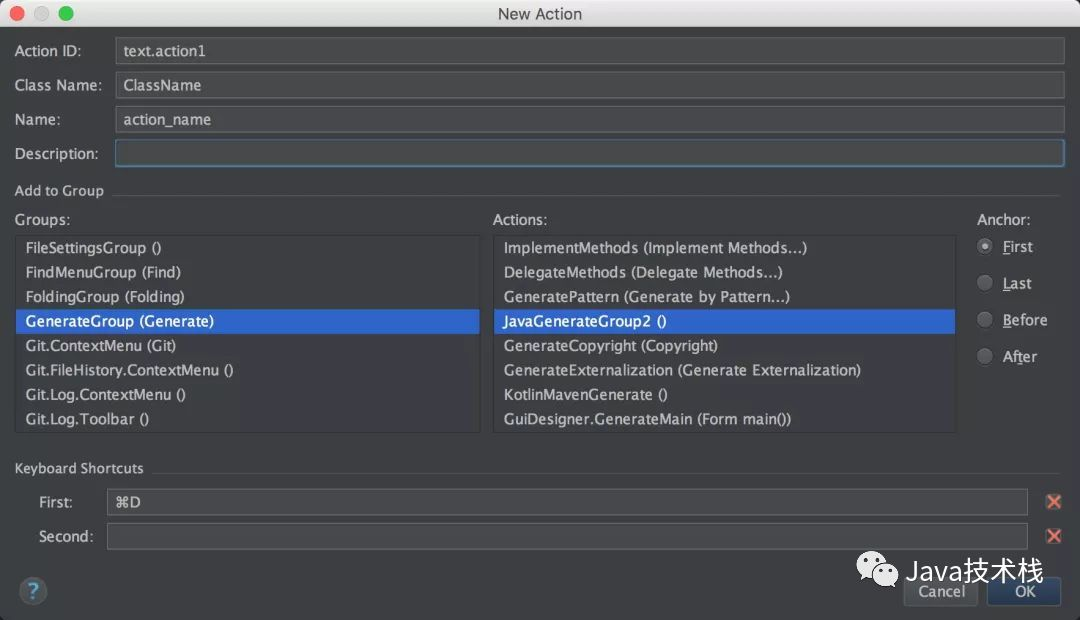 New Action
Action ID: text.action1
Class Name: ClassName
Name: action_name
Description:
Add to Group
Groups:
FileSettingsGroup ()
FindMenuGroup (Find)
FoldingGroup (Folding)
GenerateGroup (Generate)
Git.ContextMenu (Git)
Git.FileHistory.ContextMenu ()
Git.Log.ContextMenu ()
Git.Log.Toolbar ()
Actions:
ImplementMethods (Implement Methods...)
DelegateMethods (Delegate Methods...)
GeneratePattern (Generate by Pattern...)
JavaGenerateGroup2 ()
GenerateCopyright (Copyright)
GenerateExternalization (Generate Externalization)
KotlinMavenGenerate ()
GuiDesigner.GenerateMain (Form main())
Anchor:
First
Last
Before
After
Keyboard Shortcuts
First: ⌘D
Second:
Java技术栈
?
Cancel
OK